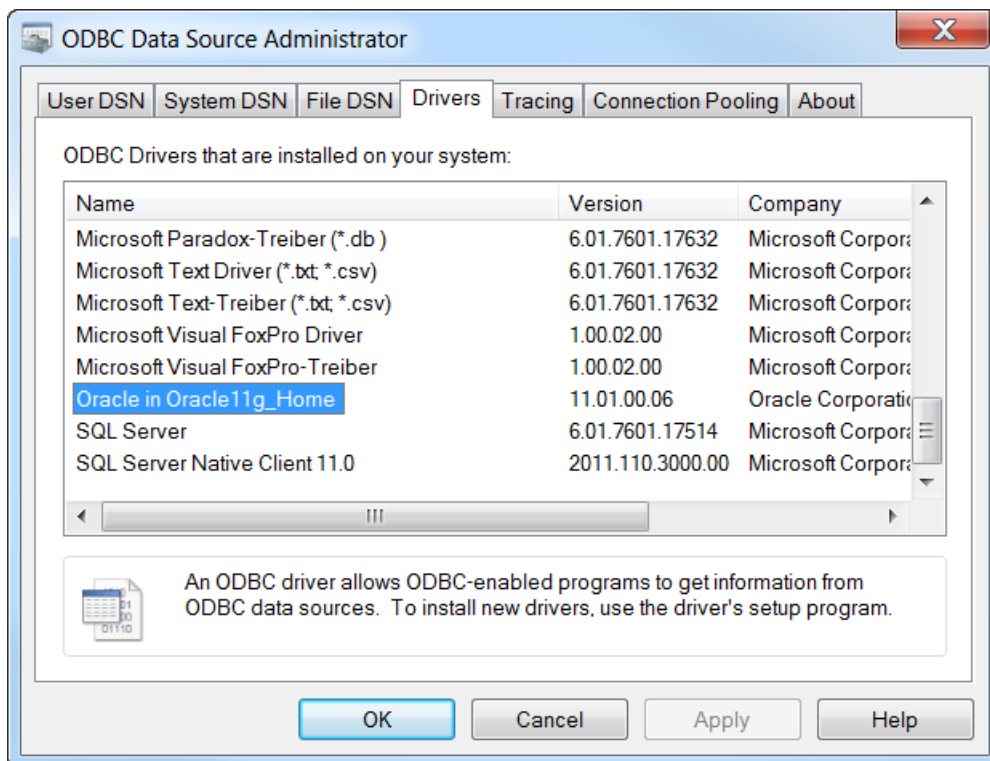 ODBC Data Source Administrator
User DSN System DSN File DSN Drivers Tracing Connection Pooling About
ODBC Drivers that are installed on your system:
Name Version Company
Microsoft Paradox-Treiber (*.db ) 6.01.7601.17632 Microsoft Corpora
Microsoft Text Driver (*.txt; *.csv) 6.01.7601.17632 Microsoft Corpora
Microsoft Text-Treiber (*.txt; *.csv) 6.01.7601.17632 Microsoft Corpora
Microsoft Visual FoxPro Driver 1.00.02.00 Microsoft Corpora
Microsoft Visual FoxPro-Treiber 1.00.02.00 Microsoft Corpora
Oracle in Oracle11g_Home 11.01.00.06 Oracle Corporatic
SQL Server 6.01.7601.17514 Microsoft Corpora
SQL Server Native Client 11.0 2011.110.3000.00 Microsoft Corpora
An ODBC driver allows ODBC-enabled programs to get information from
ODBC data sources. To install new drivers, use the driver's setup program.
OK Cancel Apply Help